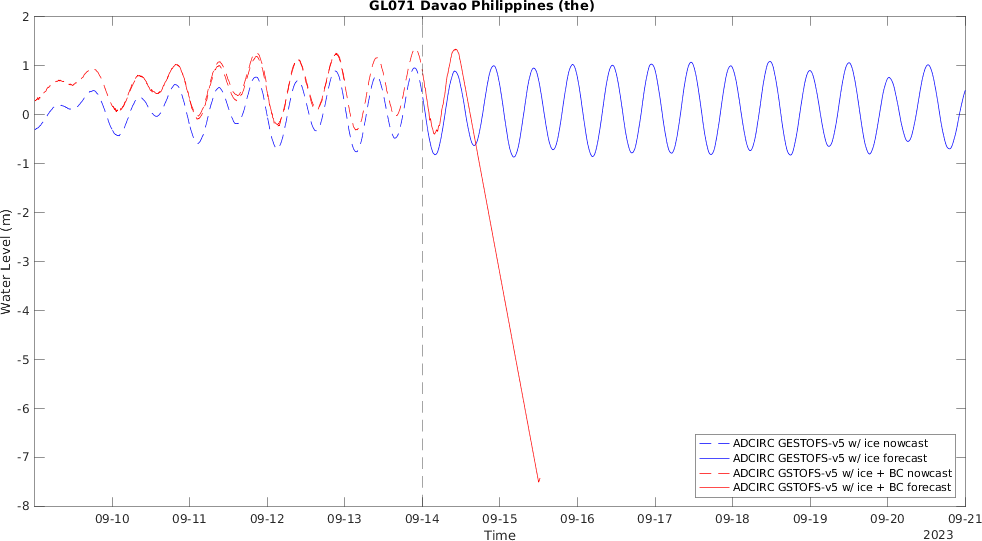 GL071 Davao Philippines (the)
2
1
0
-1
-2
-3
-4
-5
-6
-7
-8
Water Level (m)
ADCIRC GESTOFS-v5 w/ ice nowcast
ADCIRC GESTOFS-v5 w/ ice forecast
ADCIRC GSTOFS-v5 w/ ice + BC nowcast
ADCIRC GSTOFS-v5 w/ ice + BC forecast
09-10 09-11 09-12 09-13 09-14 09-15 09-16 09-17 09-18 09-19 09-20 09-21
Time
2023